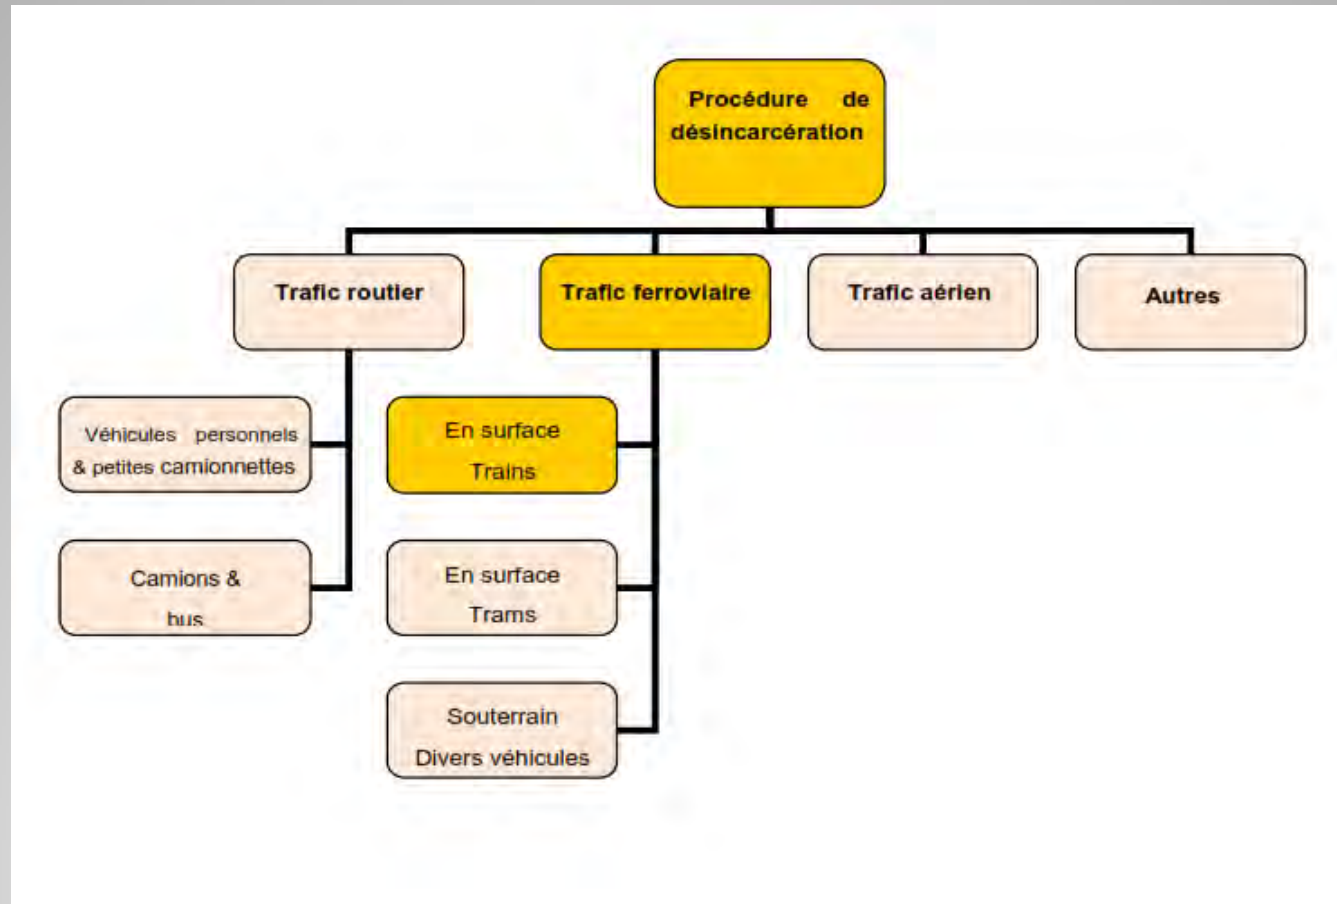 Procédure de
désincarcération
Trafic routier
Trafic ferroviaire
Trafic aérien
Autres
Véhicules personnels
& petites camionnettes
En surface
Trains
Camions &
bus
En surface
Trams
Souterrain
Divers véhicules